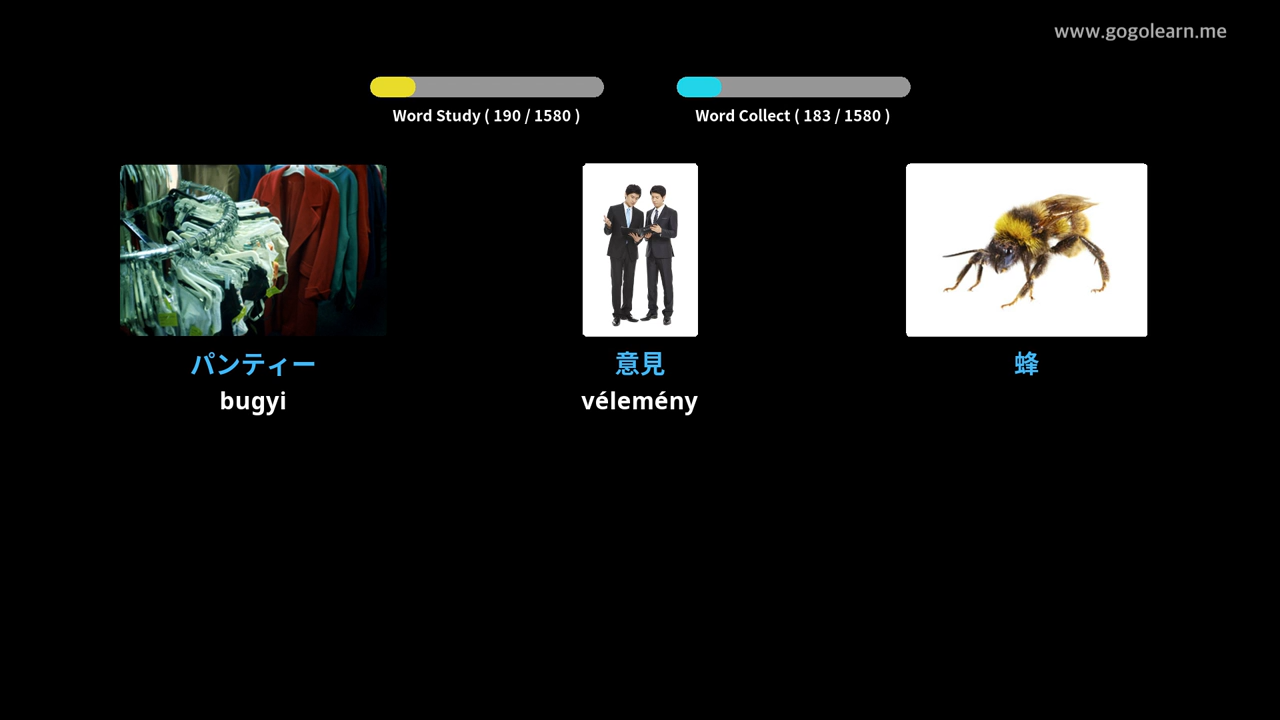 www.gogolearn.me
Word Study ( 190 / 1580 )
Word Collect ( 183 / 1580 )
パンティー
bugyi
意見
vélemény
蜂